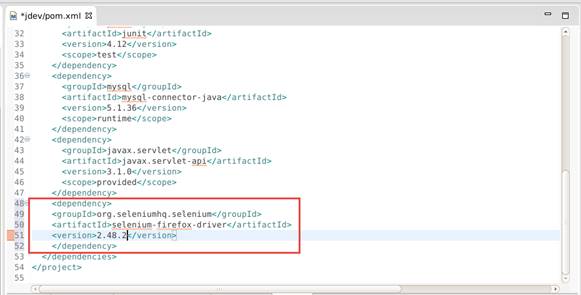 *jdev/pom.xml
32 <artifactId>junit</artifactId>
33 <version>4.12</version>
34 <scope>test</scope>
35 </dependency>
36 <dependency>
37 <groupId>mysql</groupId>
38 <artifactId>mysql-connector-java</artifactId>
39 <version>5.1.36</version>
40 <scope>runtime</scope>
41 </dependency>
42 <dependency>
43 <groupId>javax.servlet</groupId>
44 <artifactId>javax.servlet-api</artifactId>
45 <version>3.1.0</version>
46 <scope>provided</scope>
47 </dependency>
48 <dependency>
49 <groupId>org.seleniumhq.selenium</groupId>
50 <artifactId>selenium-firefox-driver</artifactId>
51 <version>2.48.2</version>
52 </dependency>
53 </dependencies>
54 </project>
55